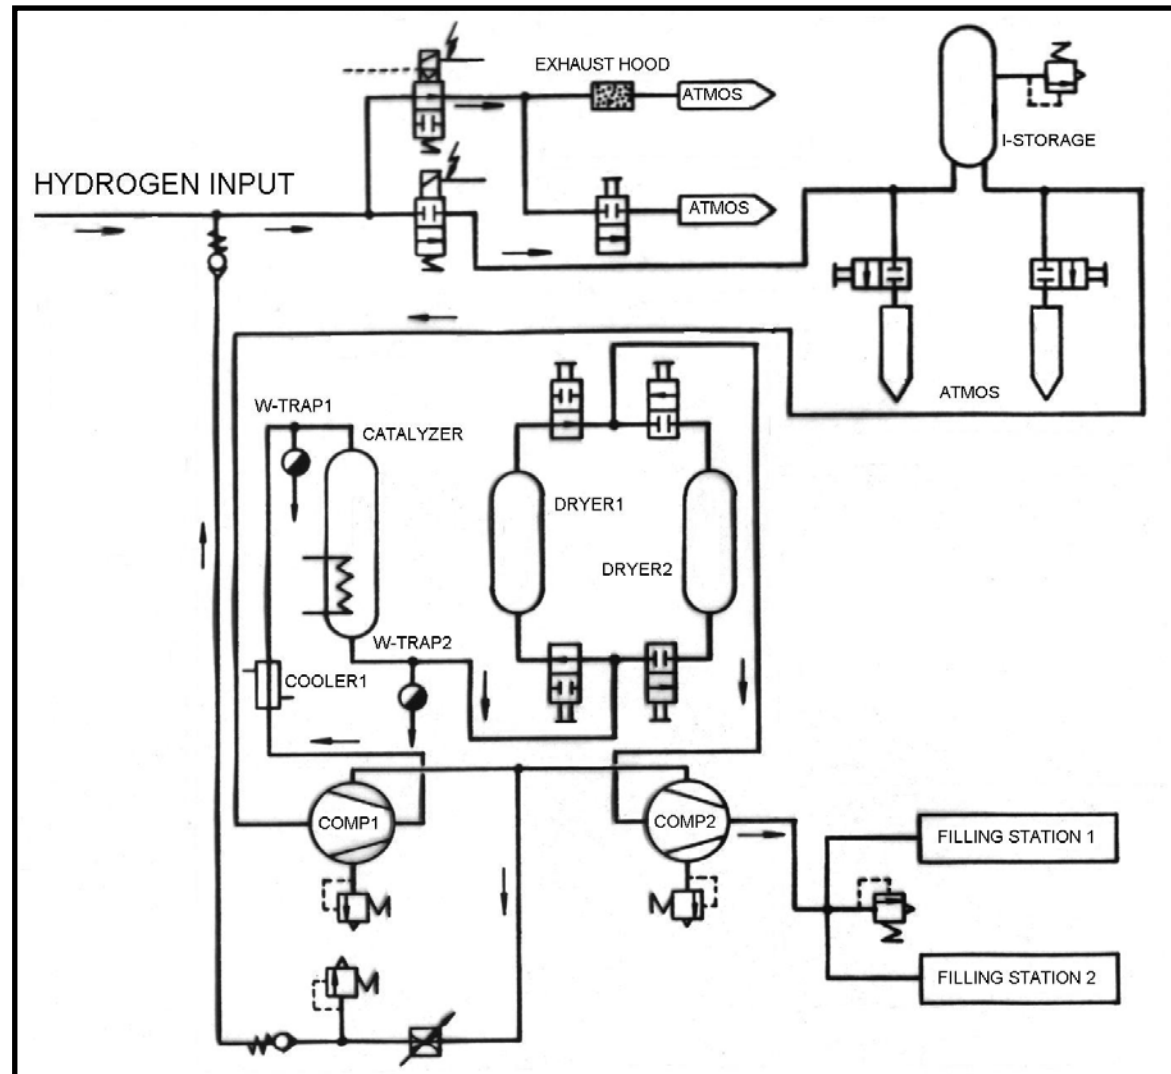 EXHAUST HOOD
ATMOS
I-STORAGE
HYDROGEN INPUT
ATMOS
ATMOS
W-TRAP1
CATALYZER
DRYER1
DRYER2
W-TRAP2
COOLER1
COMP1
COMP2
FILLING STATION 1
FILLING STATION 2